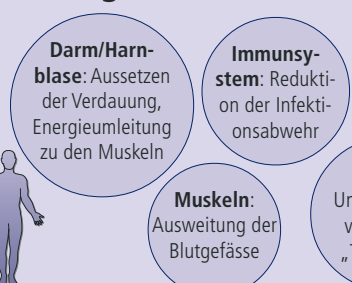 Darm/Harn-
blase: Aussetzen
der Verdauung,
Energieumleitung
zu den Muskeln
Immunsy-
stem: Redukti-
on der Infekti-
onsabwehr
Muskeln:
Ausweitung der
Blutgefässe